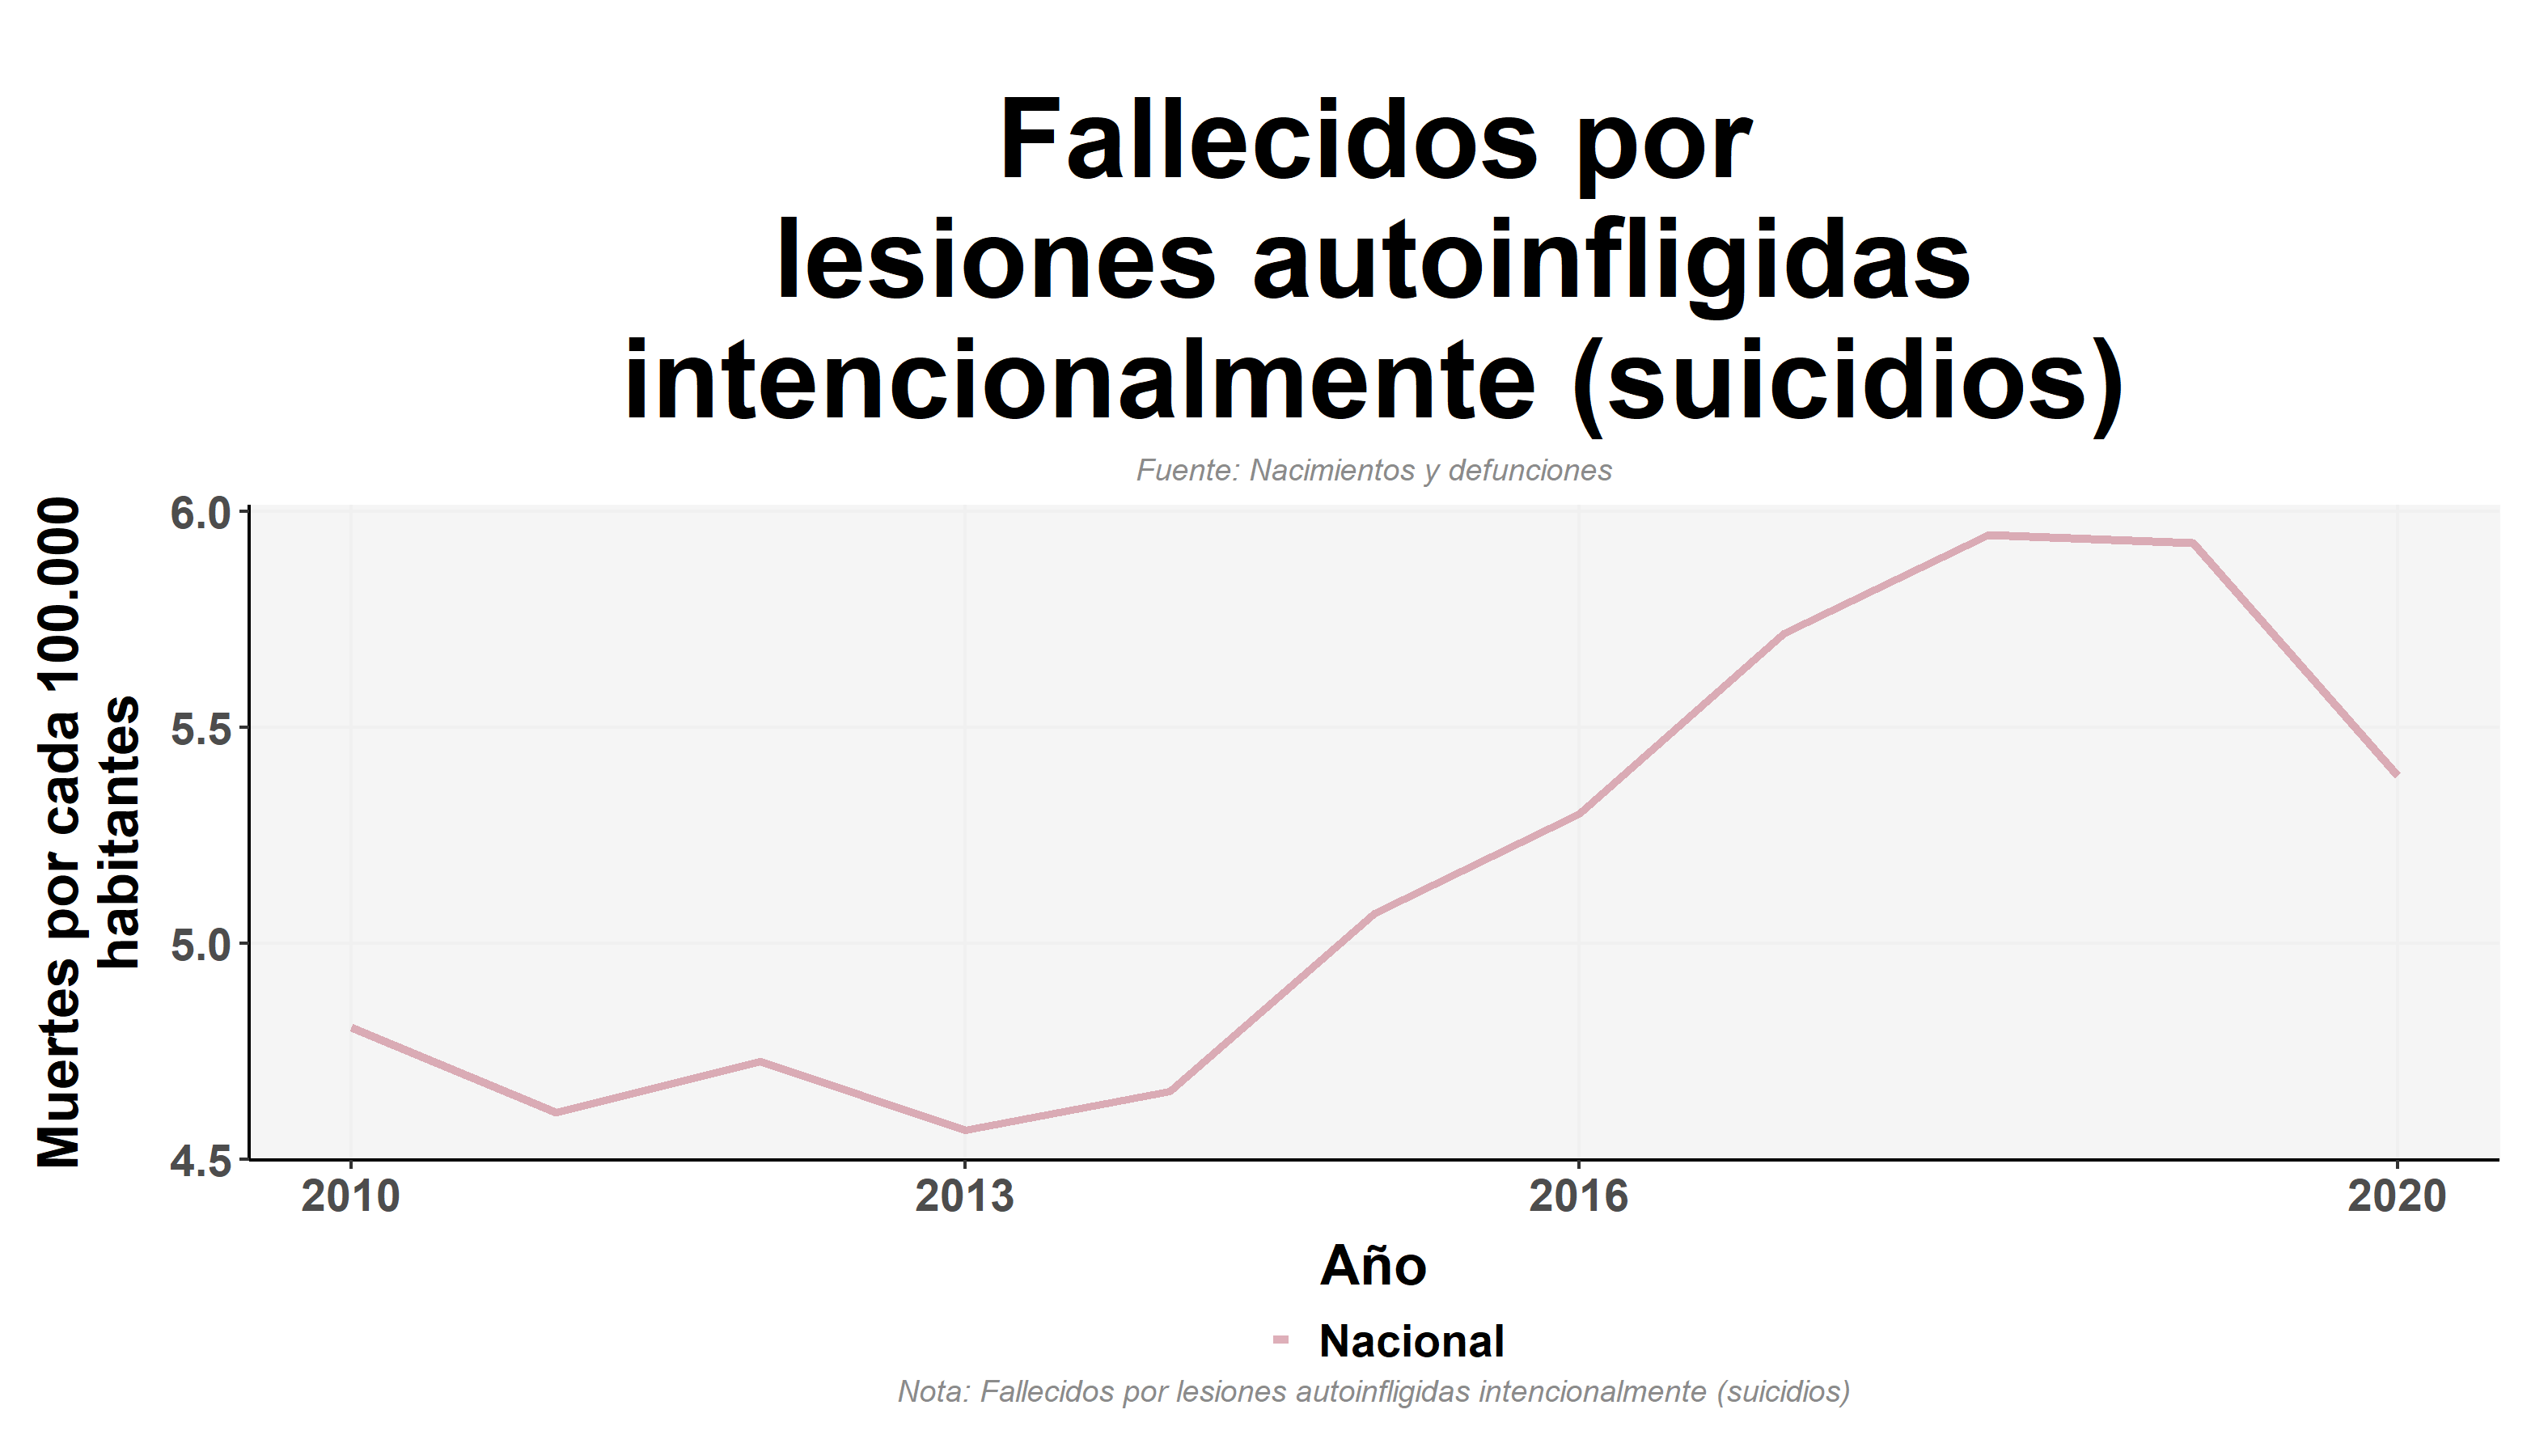 Fallecidos por
lesiones autoinfligidas
intencionalmente (suicidios)
Fuente: Nacimientos y defunciones
Muertes por cada 100.000
habitantes
6.0
5.5
5.0
4.5
2010 2013 2016 2020
Año
Nacional
Nota: Fallecidos por lesiones autoinfligidas intencionalmente (suicidios)